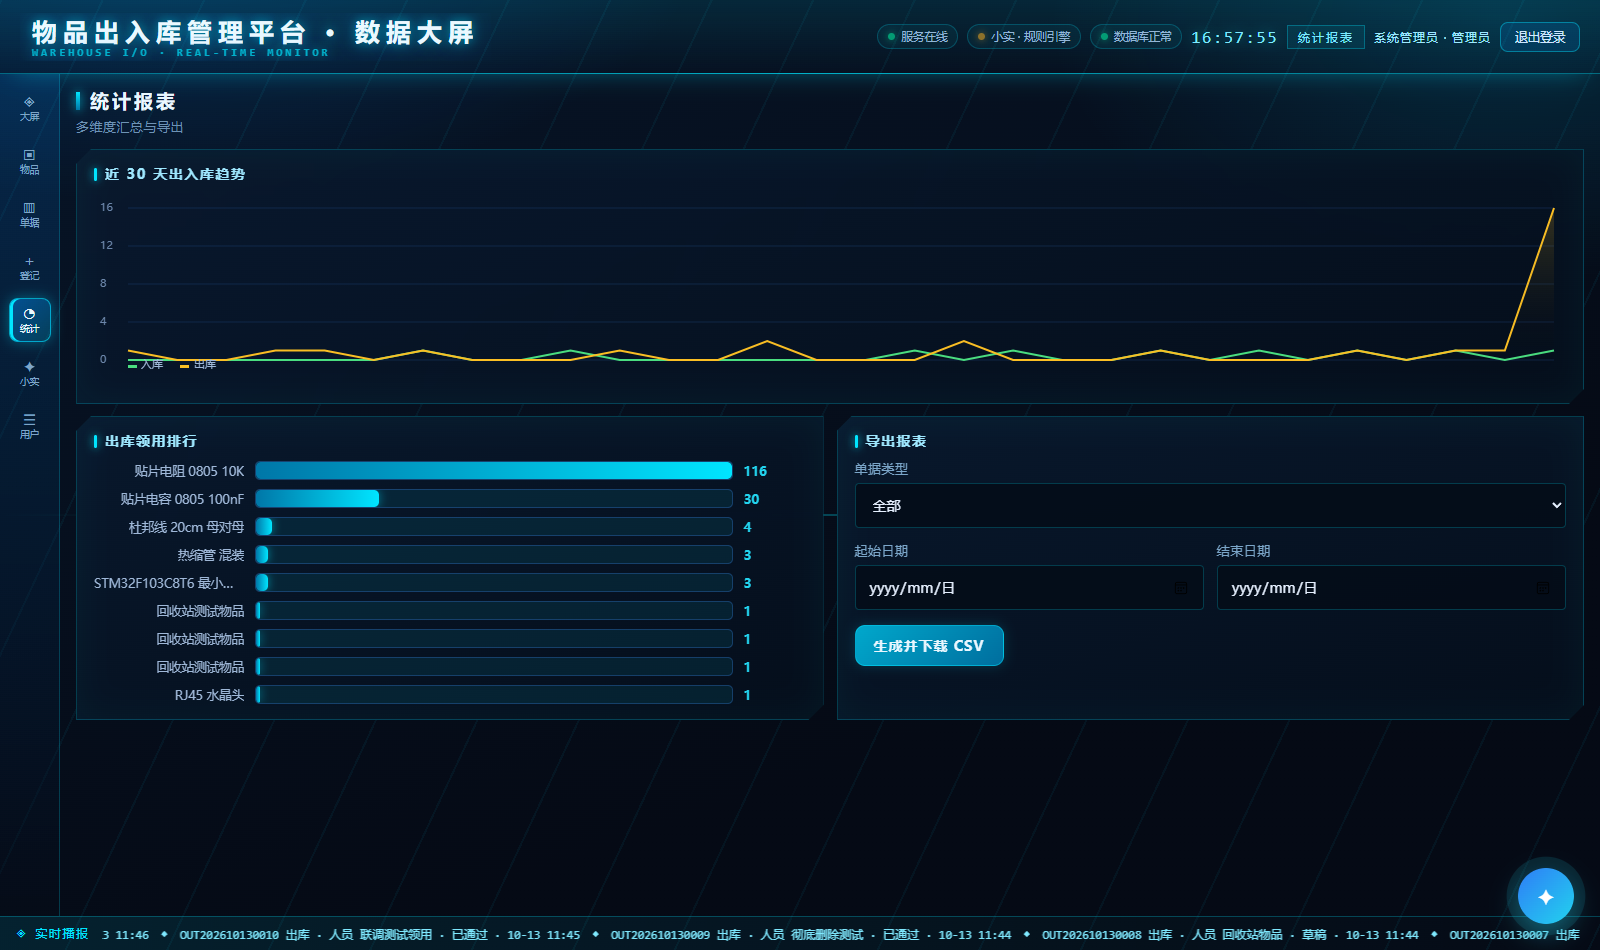 物品出入库管理平台 · 数据大屏
WAREHOUSE I/O · REAL-TIME MONITOR
服务在线
小实 · 规则引擎
数据库正常
16:57:55
统计报表
系统管理员 · 管理员
退出登录
大屏
物品
单据
登记
统计
小实
用户
统计报表
多维度汇总与导出
近 30 天出入库趋势
16
12
8
4
0
入库
出库
出库领用排行
贴片电阻 0805 10K 116
贴片电容 0805 100nF 30
杜邦线 20cm 母对母 4
热缩管 混装 3
STM32F103C8T6 最小... 3
回收站测试物品 1
回收站测试物品 1
回收站测试物品 1
RJ45 水晶头 1
导出报表
单据类型
全部
起始日期
结束日期
yyyy/mm/日
yyyy/mm/日
生成并下载 CSV
实时播报
3 11:46 ◆ OUT202610130010 出库 · 人员 联调测试领用 · 已通过 · 10-13 11:45 ◆ OUT202610130009 出库 · 人员 彻底删除测试 · 已通过 · 10-13 11:44 ◆ OUT202610130008 出库 · 人员 回收站物品 · 草稿 · 10-13 11:44 ◆ OUT202610130007 出库